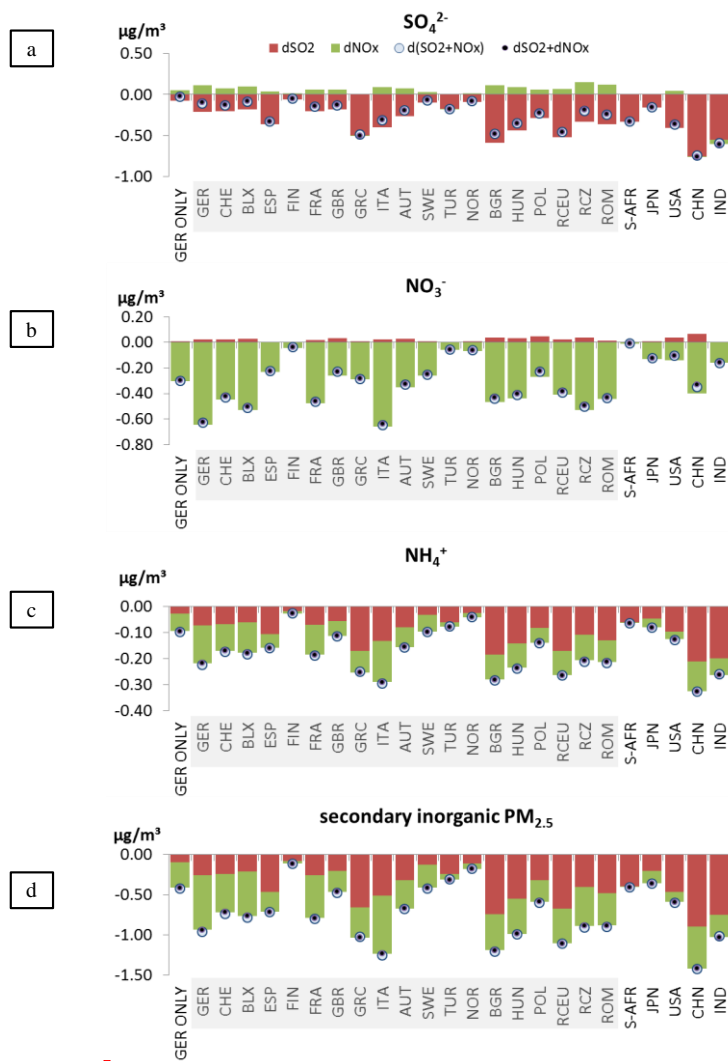 a
µg/m³
SO₄²⁻
dSO2 dNOx d(SO2+NOx) dSO2+dNOx
0.50
0.00
-0.50
-1.00
GER ONLY GER CHE BLX ESP FIN FRA GBR GRC ITA AUT SWE TUR NOR BGR HUN POL RCEU RCZ ROM S-AFR JPN USA CHN IND
b
µg/m³
NO₃⁻
0.20
0.00
-0.20
-0.40
-0.60
-0.80
GER ONLY GER CHE BLX ESP FIN FRA GBR GRC ITA AUT SWE TUR NOR BGR HUN POL RCEU RCZ ROM S-AFR JPN USA CHN IND
c
µg/m³
NH₄⁺
0.00
-0.10
-0.20
-0.30
-0.40
GER ONLY GER CHE BLX ESP FIN FRA GBR GRC ITA AUT SWE TUR NOR BGR HUN POL RCEU RCZ ROM S-AFR JPN USA CHN IND
d
µg/m³
secondary inorganic PM₂.₅
0.00
-0.50
-1.00
-1.50
GER ONLY GER CHE BLX ESP FIN FRA GBR GRC ITA AUT SWE TUR NOR BGR HUN POL RCEU RCZ ROM S-AFR JPN USA CHN IND